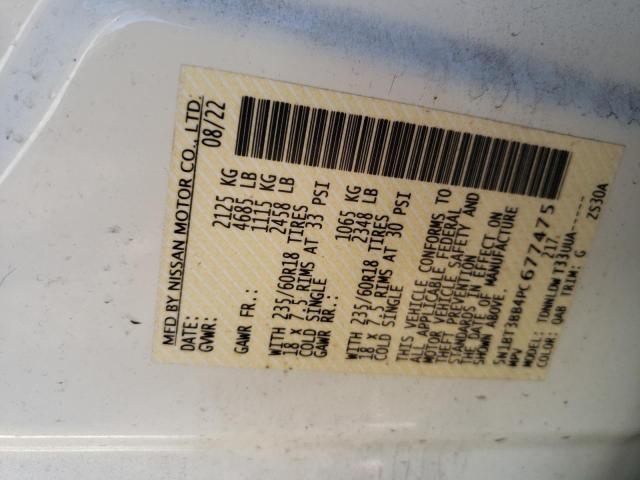 MFD BY NISSAN MOTOR CO., LTD.
DATE: 08/22
GVWR: 2125 KG
4685 LB
GAWR FR.: 1115 KG
2458 LB
WITH 235/60R18 TIRES
18 X 7.5 RIMS AT 33 PSI
COLD SINGLE
GAWR RR.: 1065 KG
2348 LB
WITH 235/60R18 TIRES
18 X 7.5 RIMS AT 30 PSI
COLD SINGLE
THIS VEHICLE CONFORMS TO
ALL APPLICABLE FEDERAL
MOTOR VEHICLE SAFETY AND
THEFT PREVENTION
STANDARDS IN EFFECT ON
THE DATE OF MANUFACTURE
SHOWN ABOVE.
5N1BT3BB4PC677475
MPV 217
MODEL: TDNNLDW T33UUA-----
COLOR: QAB TRIM: G 2S30A